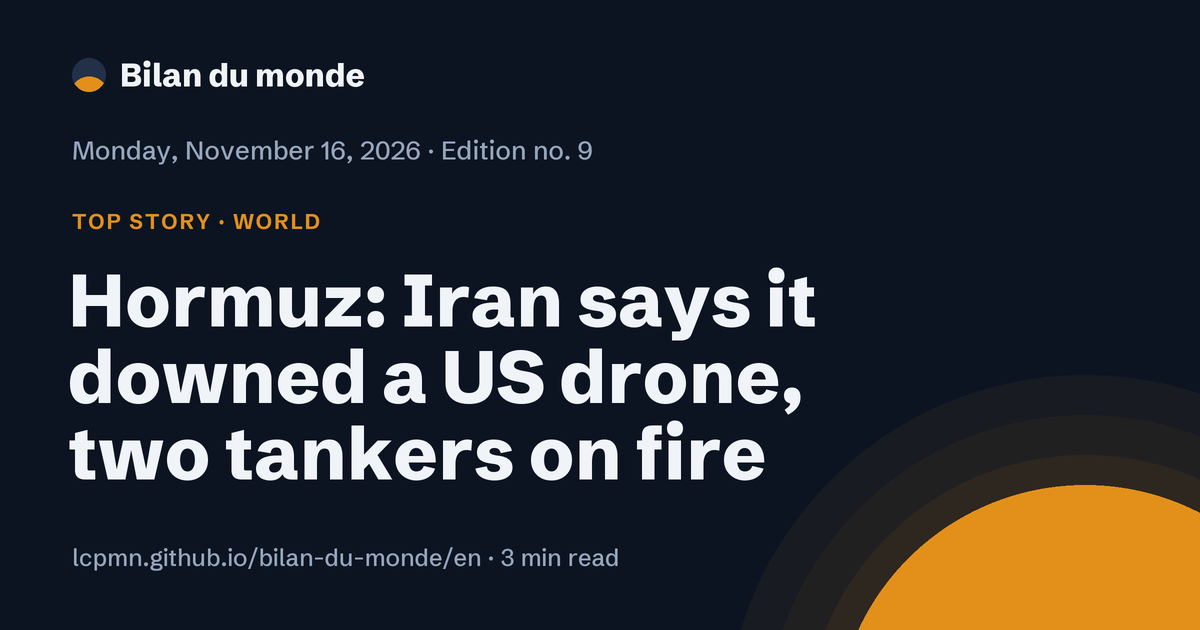 Bilan du monde
Monday, November 16, 2026 · Edition no. 9
TOP STORY · WORLD
Hormuz: Iran says it
downed a US drone,
two tankers on fire
lcpmn.github.io/bilan-du-monde/en · 3 min read